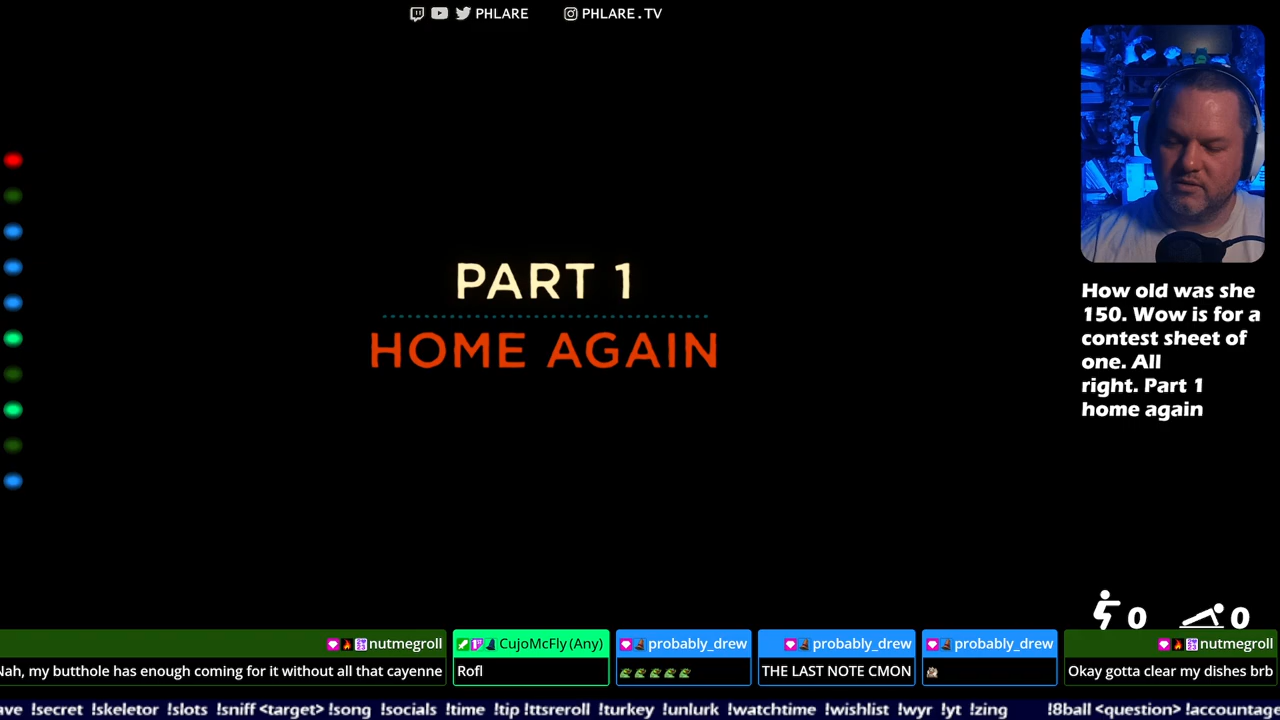 PHLARE PHLARE.TV
PART 1
HOME AGAIN
How old was she
150. Wow is for a
contest sheet of
one. All
right. Part 1
home again
0 0
nutmegroll
Nah, my butthole has enough coming for it without all that cayenne
CujoMcFly (Any)
Rofl
probably_drew
probably_drew
THE LAST NOTE CMON
probably_drew
nutmegroll
Okay gotta clear my dishes brb
!secret !skeletor !slots !sniff <target> !song !socials !time !tip !ttsreroll !turkey !unlurk !watchtime !wishlist !wyr !yt !zing !8ball <question> !accountage